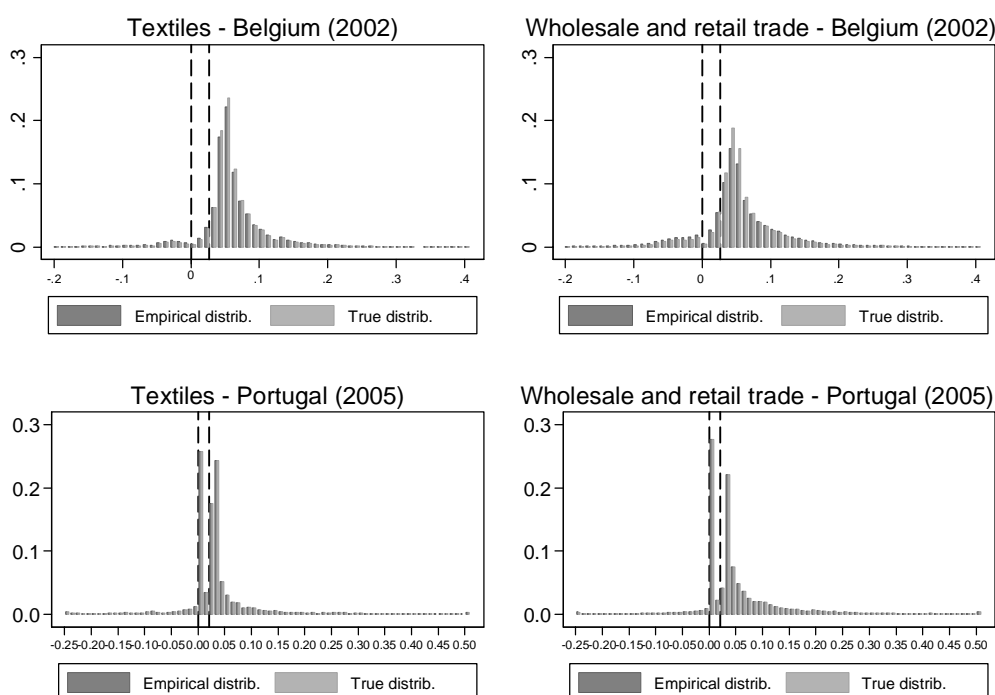 Textiles - Belgium (2002)
.3
.2
.1
0
-.2 -.1 0 .1 .2 .3 .4
Empirical distrib. True distrib.
Wholesale and retail trade - Belgium (2002)
.3
.2
.1
0
-.2 -.1 0 .1 .2 .3 .4
Empirical distrib. True distrib.
Textiles - Portugal (2005)
0.3
0.2
0.1
0.0
-0.25-0.20-0.15-0.10-0.05 0.00 0.05 0.10 0.15 0.20 0.25 0.30 0.35 0.40 0.45 0.50
Empirical distrib. True distrib.
Wholesale and retail trade - Portugal (2005)
0.3
0.2
0.1
0.0
-0.25-0.20-0.15-0.10-0.05 0.00 0.05 0.10 0.15 0.20 0.25 0.30 0.35 0.40 0.45 0.50
Empirical distrib. True distrib.